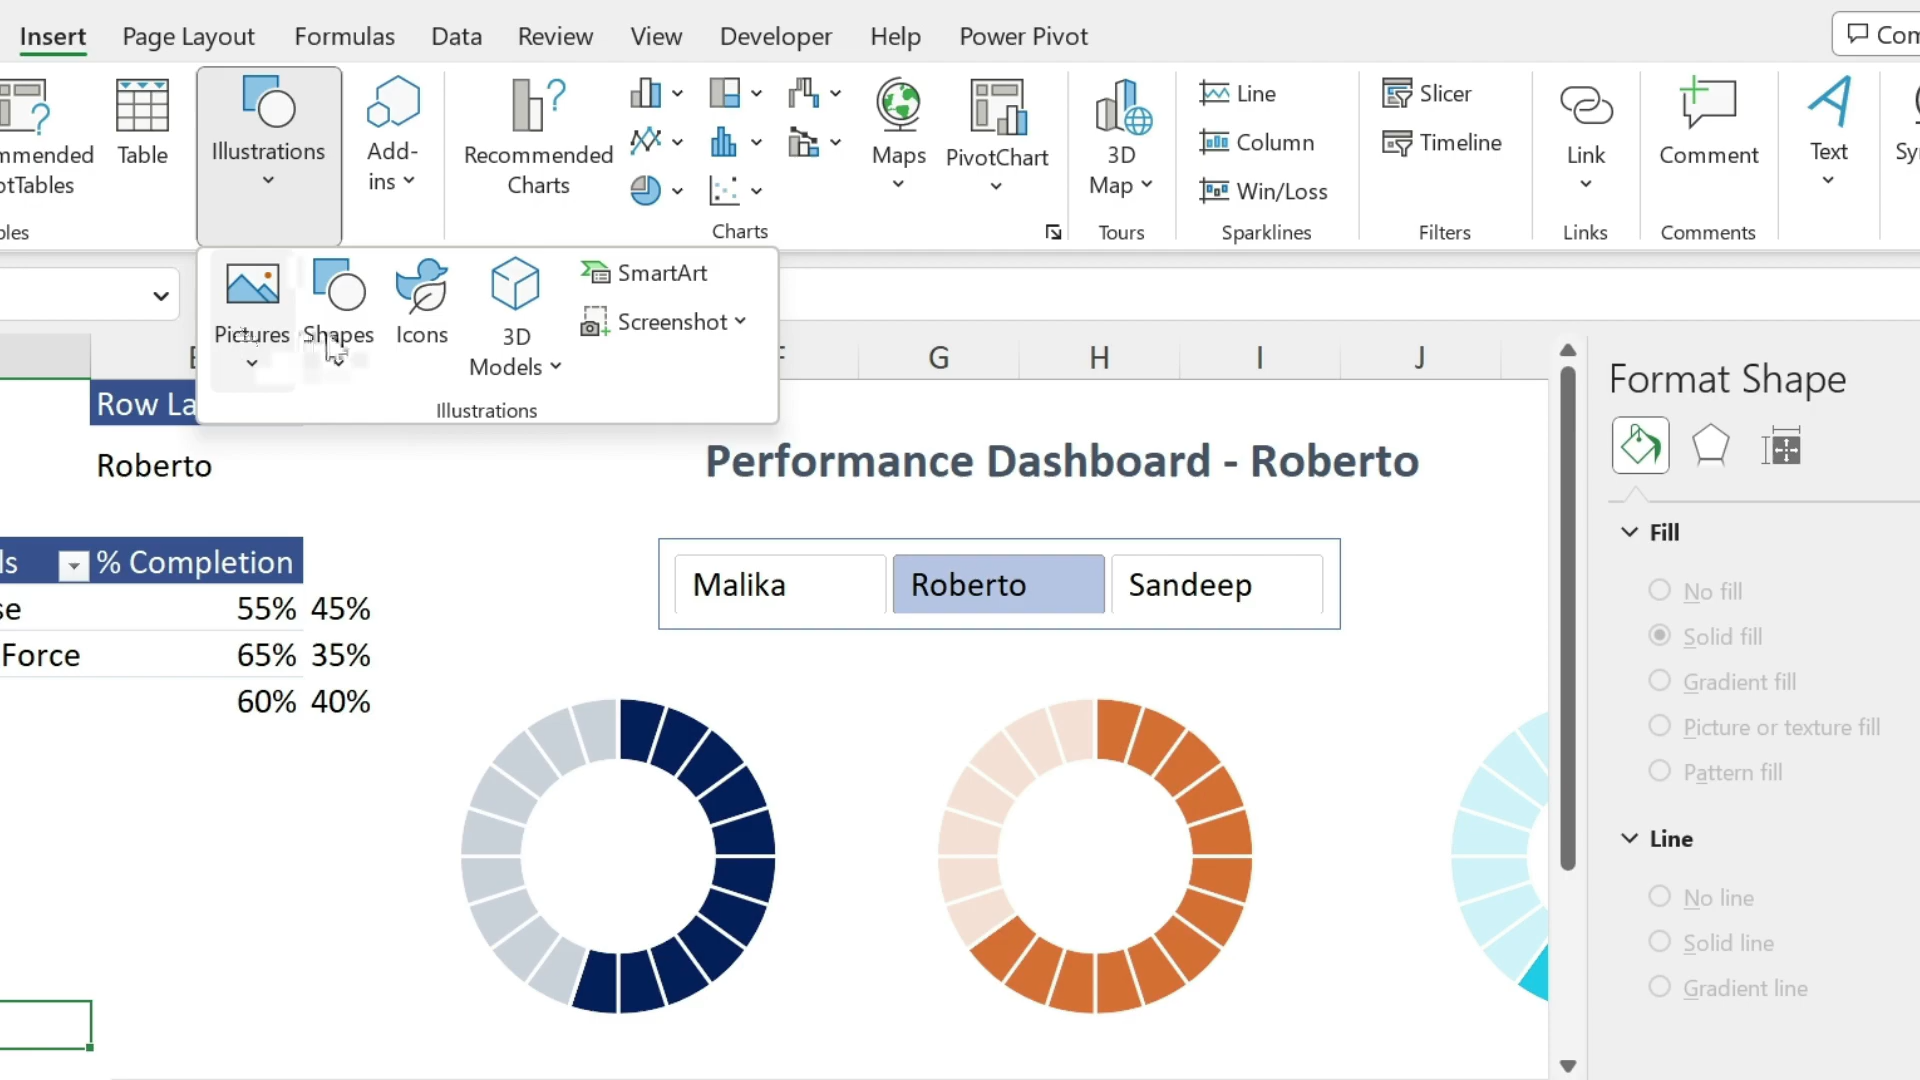 Insert Page Layout Formulas Data Review View Developer Help Power Pivot Com
mmended
otTables
Table
Illustrations
Add-
ins
Recommended
Charts
Maps
PivotChart
3D
Map
Line
Column
Win/Loss
Slicer
Timeline
Link
Comment
Text
Sy
bles
Charts
Tours
Sparklines
Filters
Links
Comments
Pictures
Shapes
Icons
3D
Models
SmartArt
Screenshot
Illustrations
E F G H I J
Row La
Roberto
ls % Completion
se 55% 45%
Force 65% 35%
60% 40%
Performance Dashboard - Roberto
Malika Roberto Sandeep
Format Shape
Fill
No fill
Solid fill
Gradient fill
Picture or texture fill
Pattern fill
Line
No line
Solid line
Gradient line